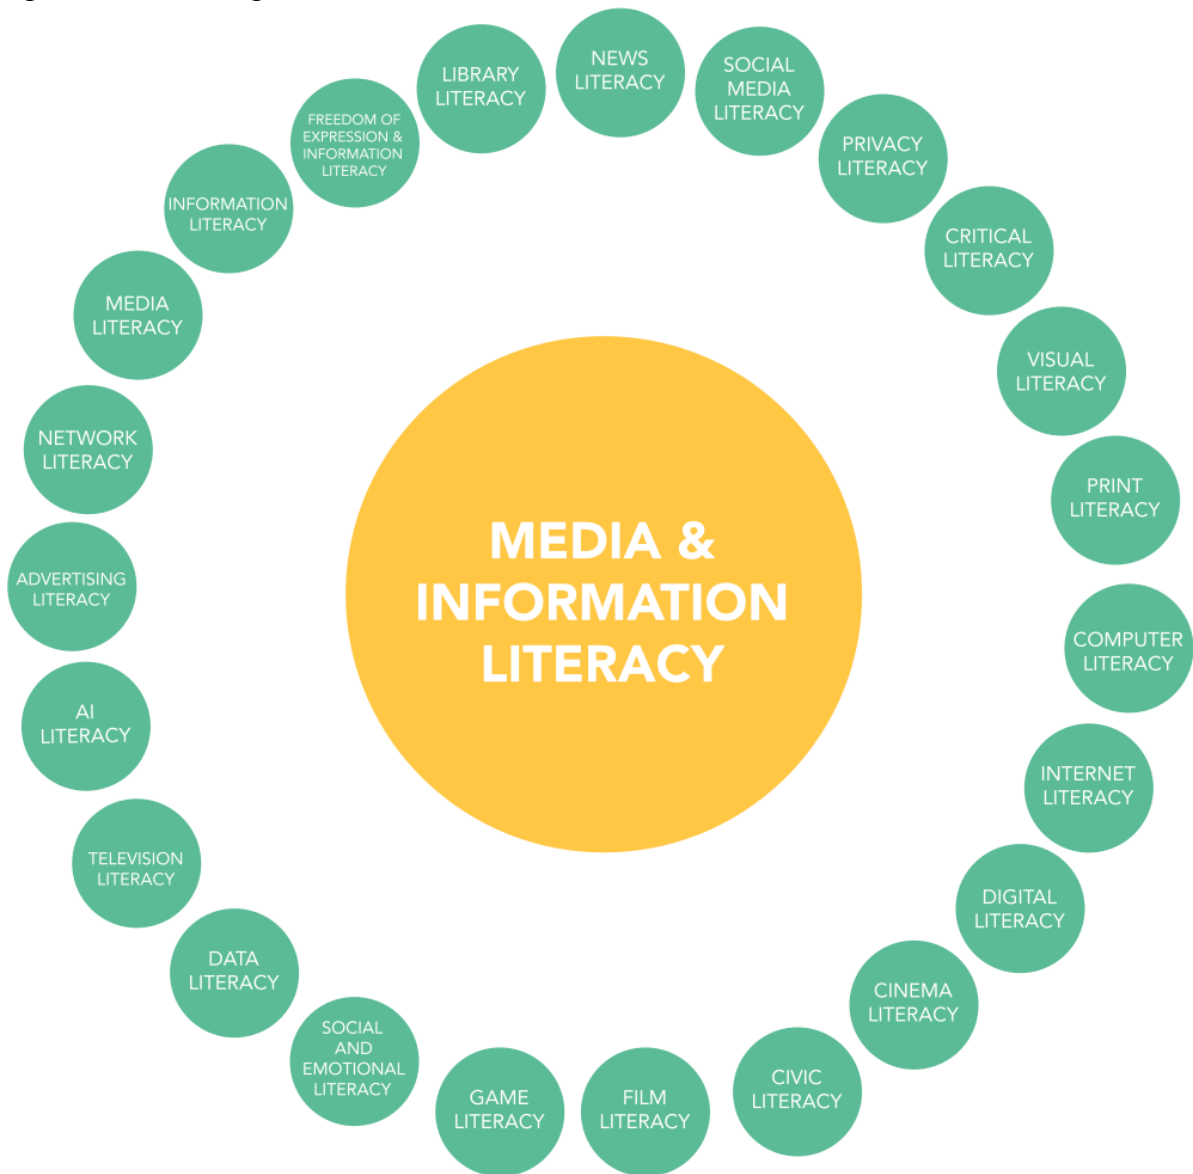 LIBRARY
LITERACY
NEWS
LITERACY
SOCIAL
MEDIA
LITERACY
PRIVACY
LITERACY
CRITICAL
LITERACY
VISUAL
LITERACY
PRINT
LITERACY
COMPUTER
LITERACY
INTERNET
LITERACY
DIGITAL
LITERACY
CINEMA
LITERACY
CIVIC
LITERACY
FILM
LITERACY
GAME
LITERACY
SOCIAL
AND
EMOTIONAL
LITERACY
DATA
LITERACY
TELEVISION
LITERACY
AI
LITERACY
ADVERTISING
LITERACY
NETWORK
LITERACY
MEDIA
LITERACY
INFORMATION
LITERACY
FREEDOM OF
EXPRESSION &
INFORMATION
LITERACY
MEDIA &
INFORMATION
LITERACY